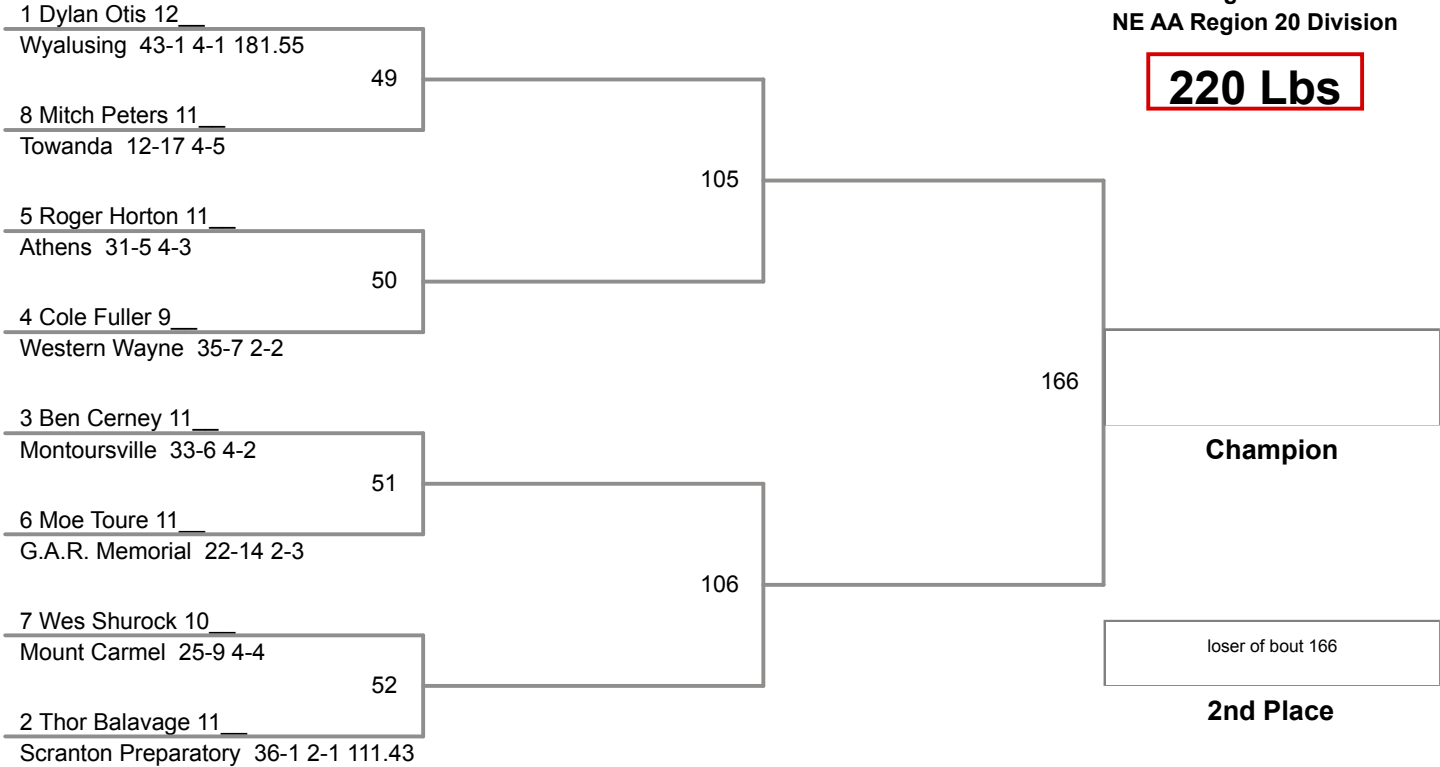 NE AA Region 20 Division
220 Lbs
1 Dylan Otis 12__
Wyalusing 43-1 4-1 181.55
49
8 Mitch Peters 11__
Towanda 12-17 4-5
105
5 Roger Horton 11__
Athens 31-5 4-3
50
4 Cole Fuller 9__
Western Wayne 35-7 2-2
166
3 Ben Cerney 11__
Montoursville 33-6 4-2
51
6 Moe Toure 11__
G.A.R. Memorial 22-14 2-3
106
7 Wes Shurock 10__
Mount Carmel 25-9 4-4
52
2 Thor Balavage 11__
Scranton Preparatory 36-1 2-1 111.43
Champion
loser of bout 166
2nd Place